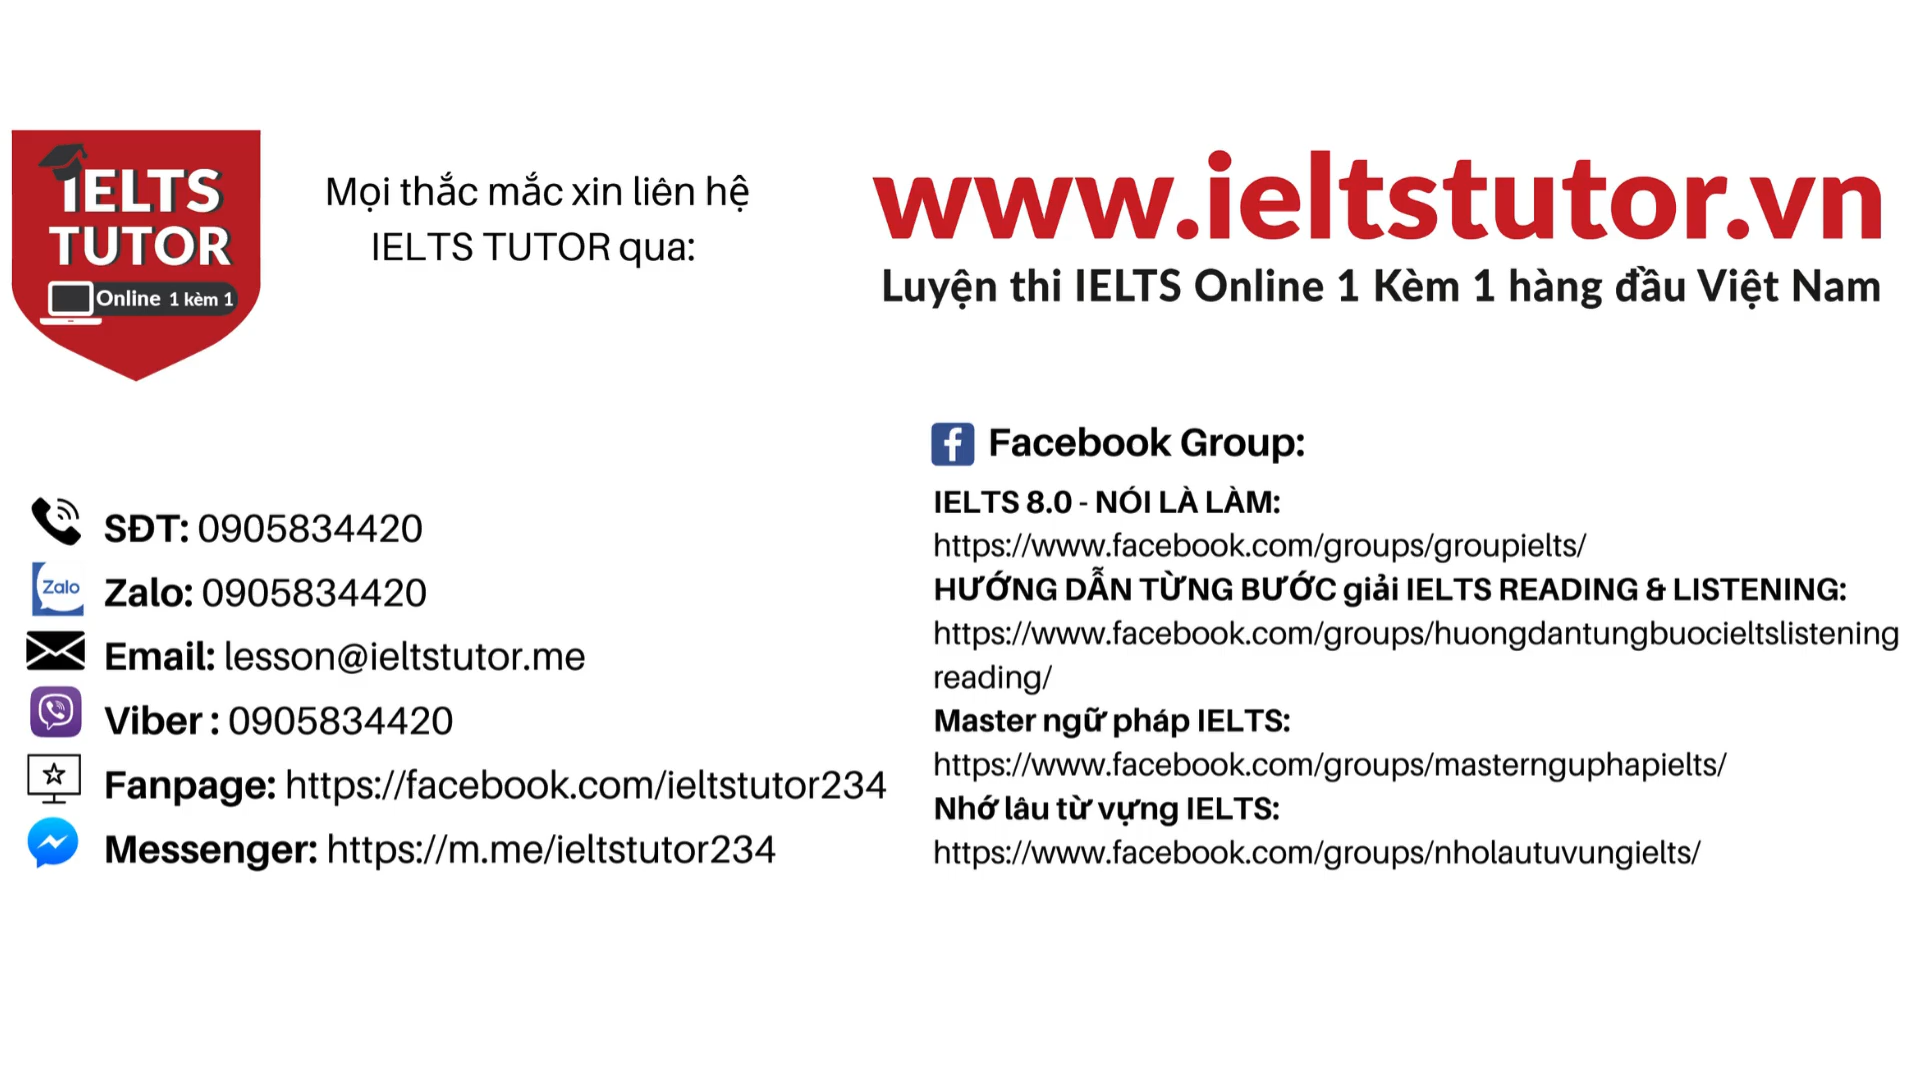 IELTS
TUTOR
Online 1 kèm 1
Mọi thắc mắc xin liên hệ
IELTS TUTOR qua:
www.ieltstutor.vn
Luyện thi IELTS Online 1 Kèm 1 hàng đầu Việt Nam
SĐT: 0905834420
Zalo
Zalo: 0905834420
Email: lesson@ieltstutor.me
Viber : 0905834420
Fanpage: https://facebook.com/ieltstutor234
Messenger: https://m.me/ieltstutor234
f Facebook Group:
IELTS 8.0 - NÓI LÀ LÀM:
https://www.facebook.com/groups/groupielts/
HƯỚNG DẪN TỪNG BƯỚC giải IELTS READING & LISTENING:
https://www.facebook.com/groups/huongdantungbuocieltslistening
reading/
Master ngữ pháp IELTS:
https://www.facebook.com/groups/masternguphapielts/
Nhớ lâu từ vựng IELTS:
https://www.facebook.com/groups/nholautuvungielts/